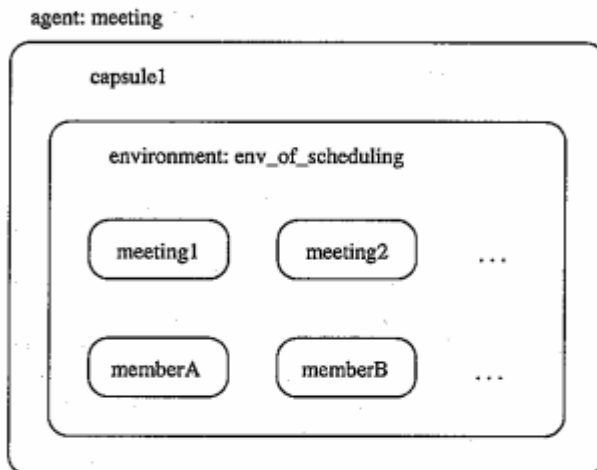 agent: meeting
capsule1
environment: env_of_scheduling
meeting1 meeting2 ...
memberA memberB ...